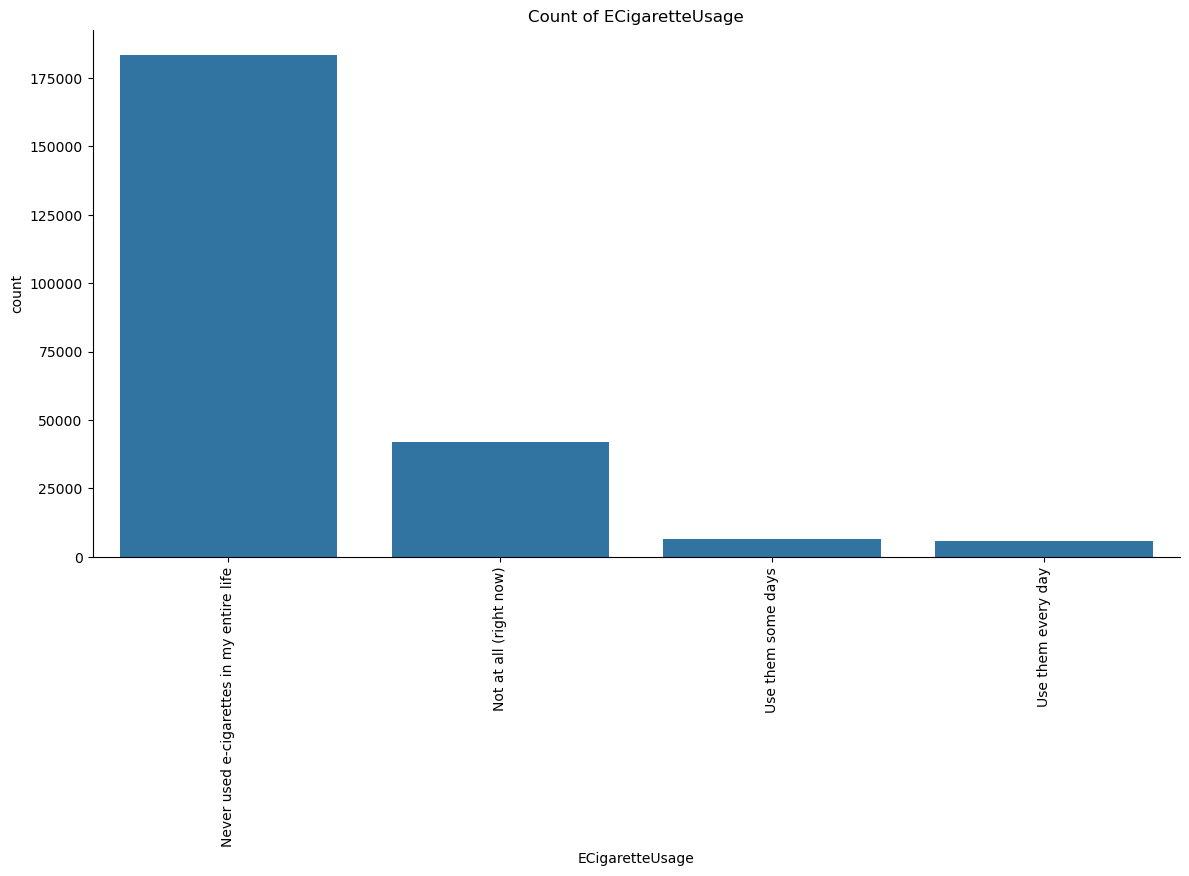 Count of ECigaretteUsage
count
175000
150000
125000
100000
75000
50000
25000
0
Never used e-cigarettes in my entire life
Not at all (right now)
Use them some days
Use them every day
ECigaretteUsage